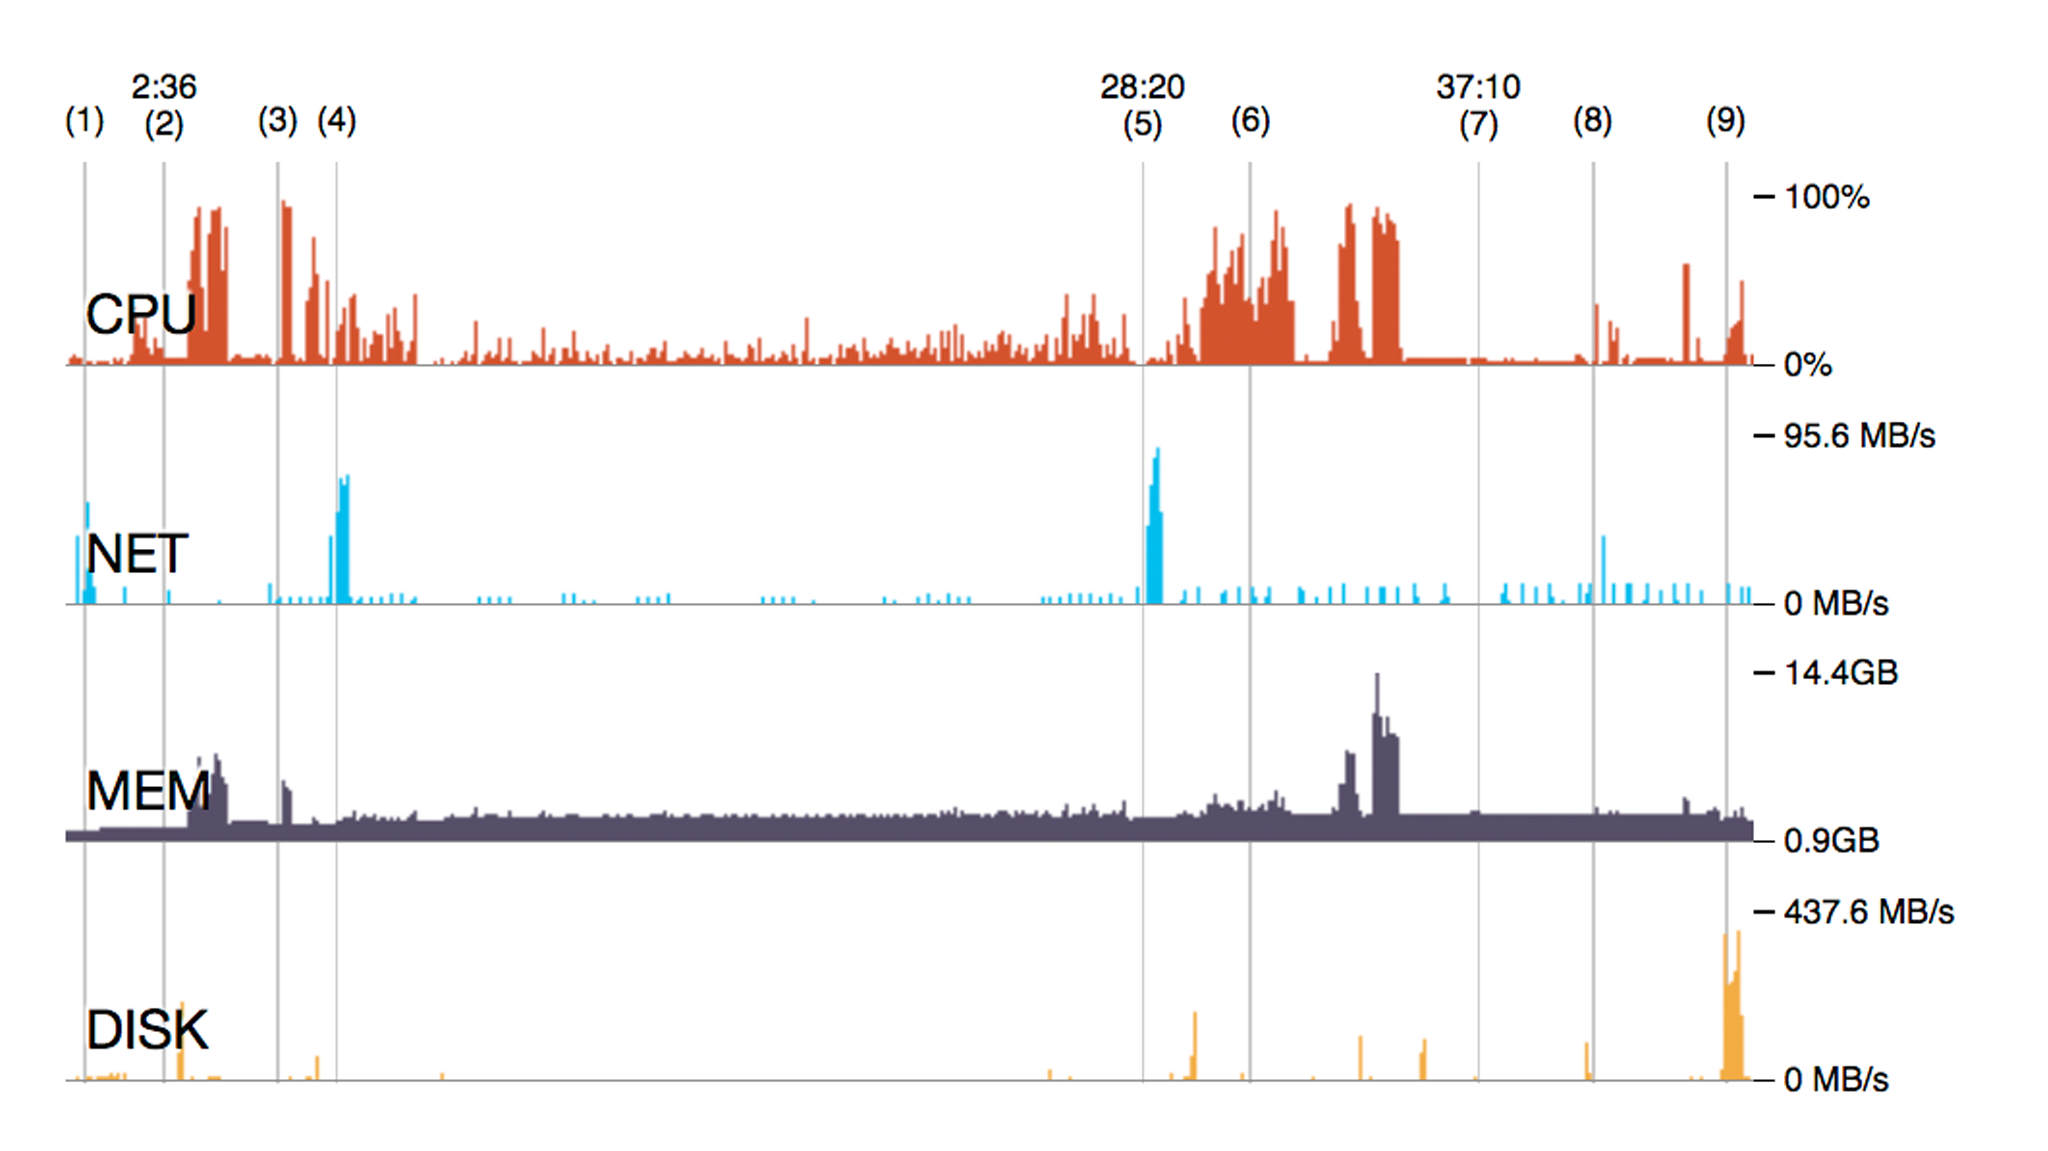 2:36 28:20 37:10
(1) (2) (3) (4) (5) (6) (7) (8) (9)
100%
CPU
0%
95.6 MB/s
NET
0 MB/s
14.4GB
MEM
0.9GB
437.6 MB/s
DISK
0 MB/s